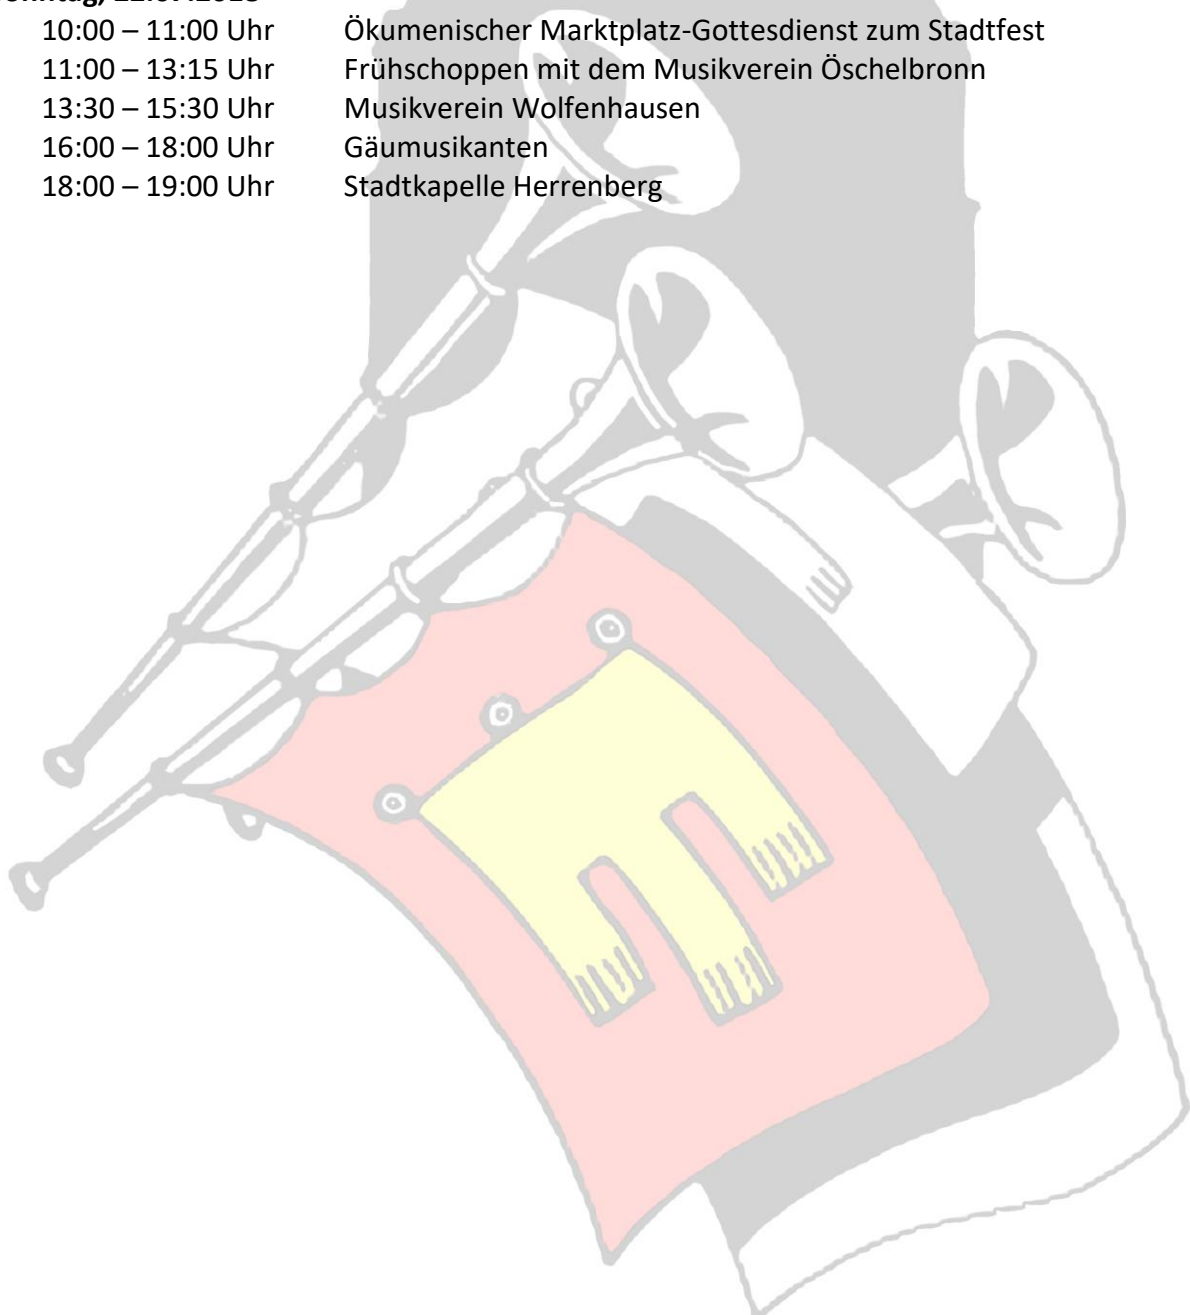 10:00 – 11:00 Uhr Ökumenischer Marktplatz-Gottesdienst zum Stadtfest
11:00 – 13:15 Uhr Frühschoppen mit dem Musikverein Öschelbronn
13:30 – 15:30 Uhr Musikverein Wolfenhausen
16:00 – 18:00 Uhr Gäumusikanten
18:00 – 19:00 Uhr Stadtkapelle Herrenberg